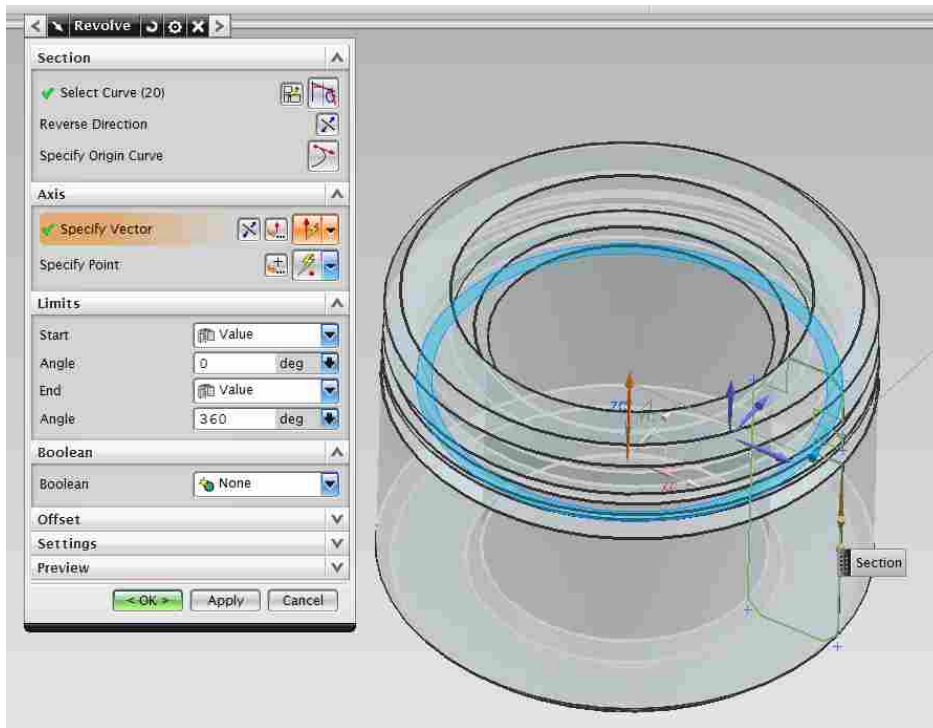 Revolve
Section
Select Curve (20)
Reverse Direction
Specify Origin Curve
Axis
Specify Vector
Specify Point
Limits
Start Value
Angle 0 deg
End Value
Angle 360 deg
Boolean
Boolean None
Offset
Settings
Preview
< OK > Apply Cancel
Section